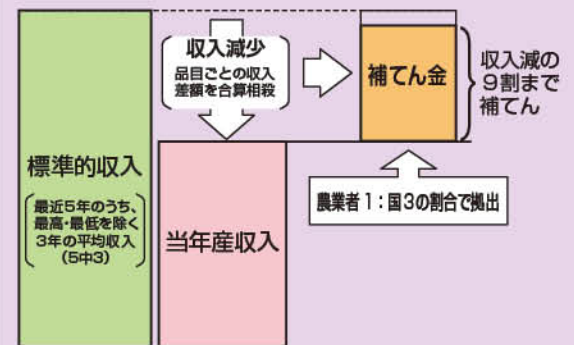 収入減少
品目ごとの収入
差額を合算相殺
補てん金
収入減の
9割まで
補てん
標準的収入
最近5年のうち、
最高・最低を除く
3年の平均収入
(5中3)
当年産収入
農業者1:国3の割合で拠出